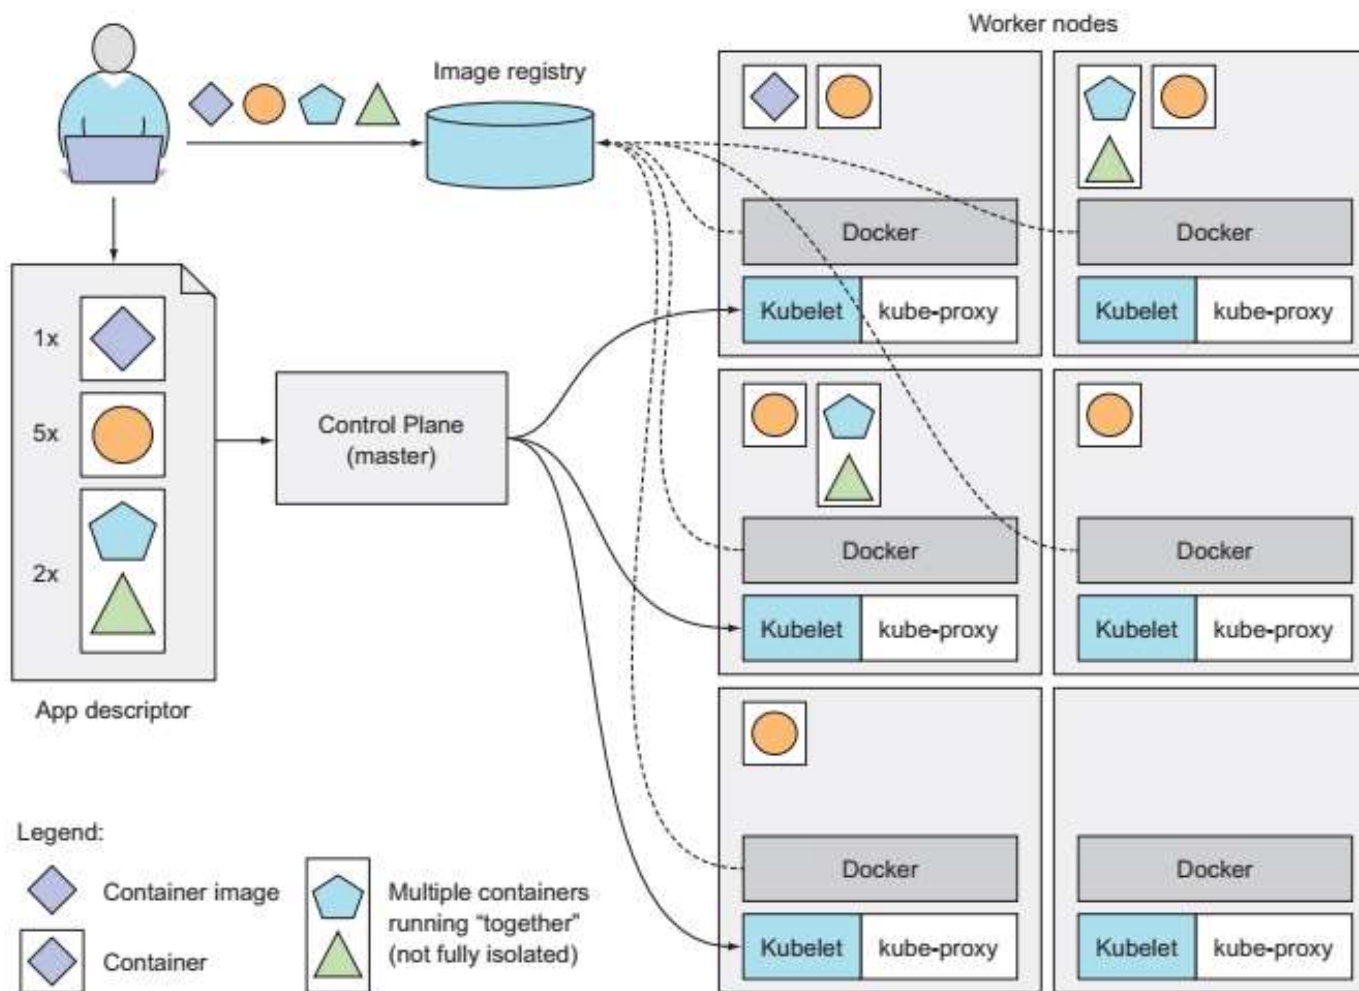 Worker nodes
Image registry
Docker
Kubelet
kube-proxy
Docker
Kubelet
kube-proxy
1x
5x
2x
App descriptor
Control Plane
(master)
Docker
Kubelet
kube-proxy
Docker
Kubelet
kube-proxy
Docker
Kubelet
kube-proxy
Docker
Kubelet
kube-proxy
Legend:
Container image
Container
Multiple containers
running “together”
(not fully isolated)